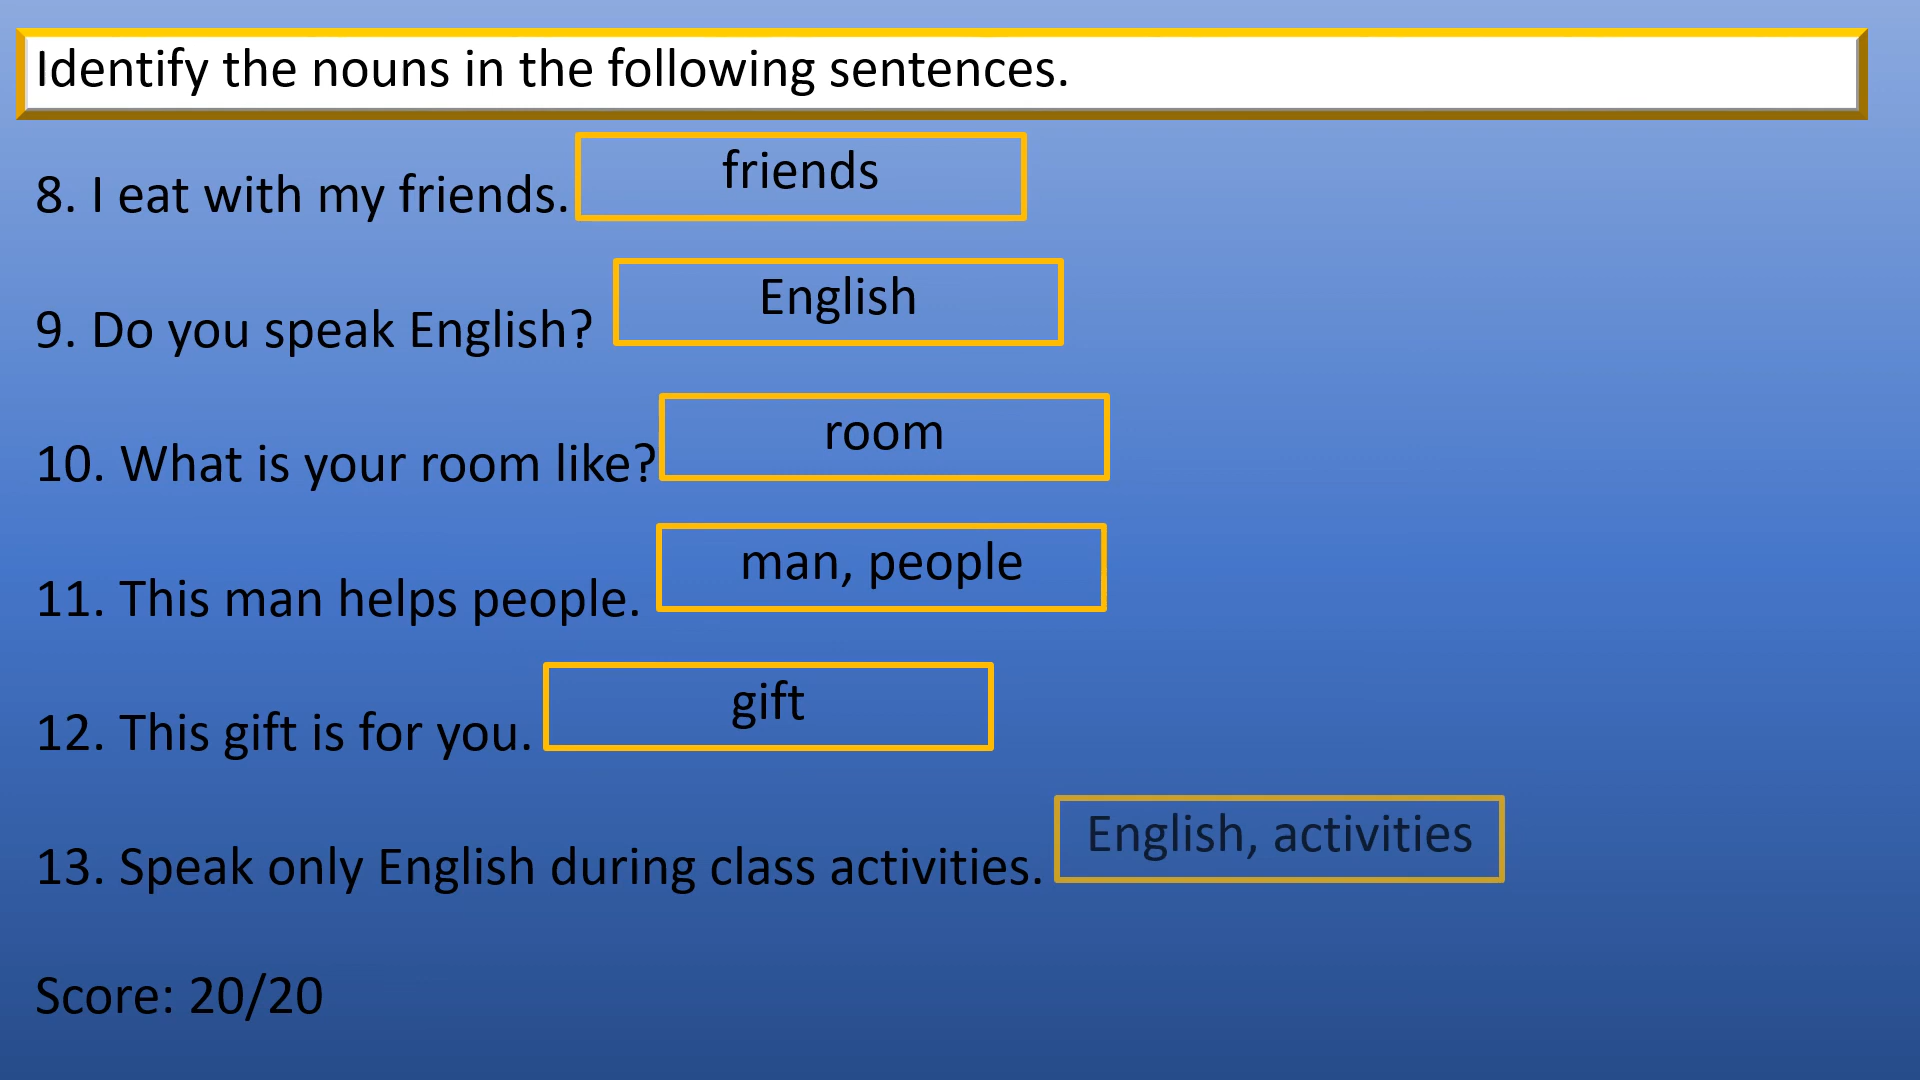 Identify the nouns in the following sentences.
8. I eat with my friends. friends
9. Do you speak English? English
10. What is your room like? room
11. This man helps people. man, people
12. This gift is for you. gift
13. Speak only English during class activities. English, activities
Score: 20/20